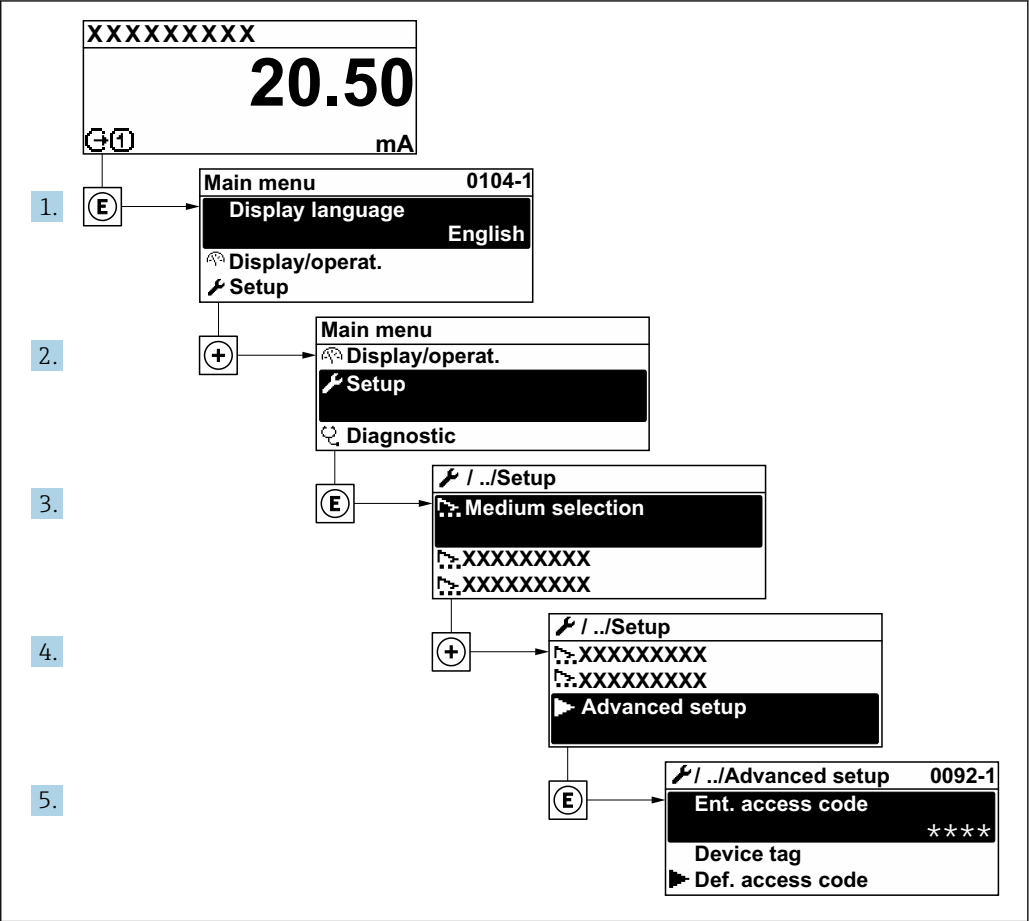 XXXXXXXXX
20.50
1 mA
1. E
Main menu 0104-1
Display language
English
Display/operat.
Setup
2. +
Main menu
Display/operat.
Setup
Diagnostic
3. E
/ ../Setup
Medium selection
XXXXXXXXX
XXXXXXXXX
4. +
/ ../Setup
XXXXXXXXX
XXXXXXXXX
Advanced setup
5. E
/ ../Advanced setup 0092-1
Ent. access code
****
Device tag
Def. access code